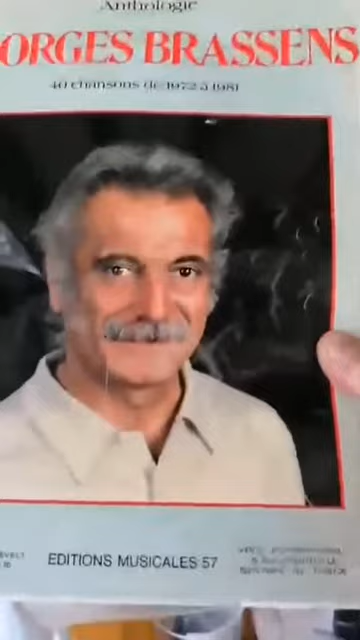 Anthologie
ORGES BRASSENS
40 chansons de 1972 à 1981
EDITIONS MUSICALES 57